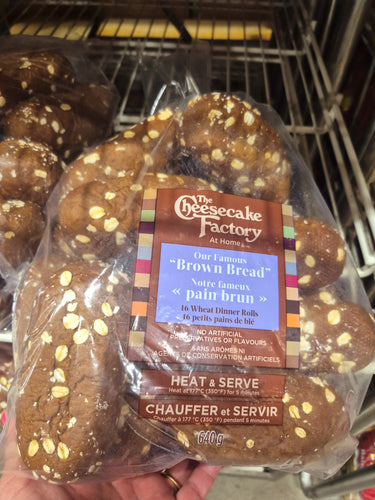 The
Cheesecake
Factory
At Home
Our Famous
"Brown Bread"
Notre fameux
« pain brun »
16 Wheat Dinner Rolls
16 petits pains de blé
NO ARTIFICIAL
PRESERVATIVES OR FLAVOURS
SANS ARÔMES NI
AGENTS DE CONSERVATION ARTIFICIELS
HEAT & SERVE
Heat at 177°C (350°F) for 5 minutes
CHAUFFER et SERVIR
Chauffer à 177 °C (350 °F) pendant 5 minutes
640 g